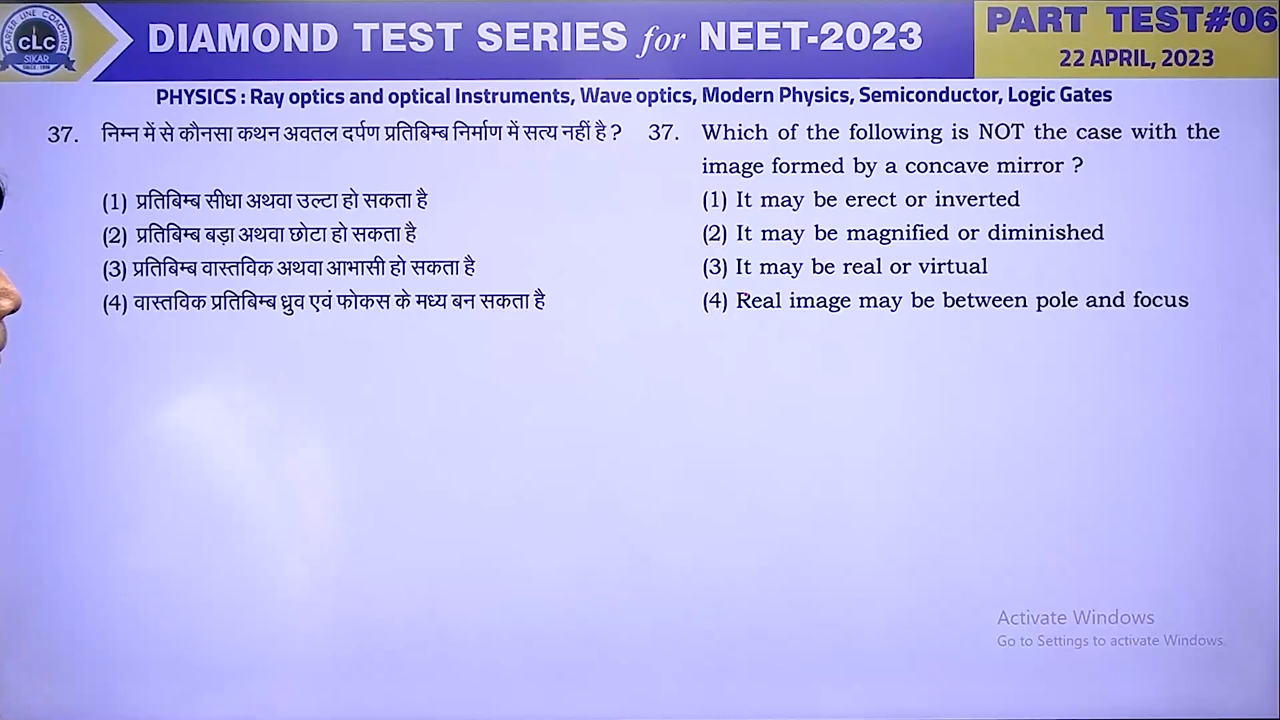 CAREER LINE COACHING
CLC
SIKAR
DIAMOND TEST SERIES for NEET-2023
PART TEST#06
22 APRIL, 2023
PHYSICS : Ray optics and optical Instruments, Wave optics, Modern Physics, Semiconductor, Logic Gates
37. निम्न में से कौनसा कथन अवतल दर्पण प्रतिबिम्ब निर्माण में सत्य नहीं है ?
(1) प्रतिबिम्ब सीधा अथवा उल्टा हो सकता है
(2) प्रतिबिम्ब बड़ा अथवा छोटा हो सकता है
(3) प्रतिबिम्ब वास्तविक अथवा आभासी हो सकता है
(4) वास्तविक प्रतिबिम्ब ध्रुव एवं फोकस के मध्य बन सकता है
37. Which of the following is NOT the case with the
image formed by a concave mirror ?
(1) It may be erect or inverted
(2) It may be magnified or diminished
(3) It may be real or virtual
(4) Real image may be between pole and focus
Activate Windows
Go to Settings to activate Windows.